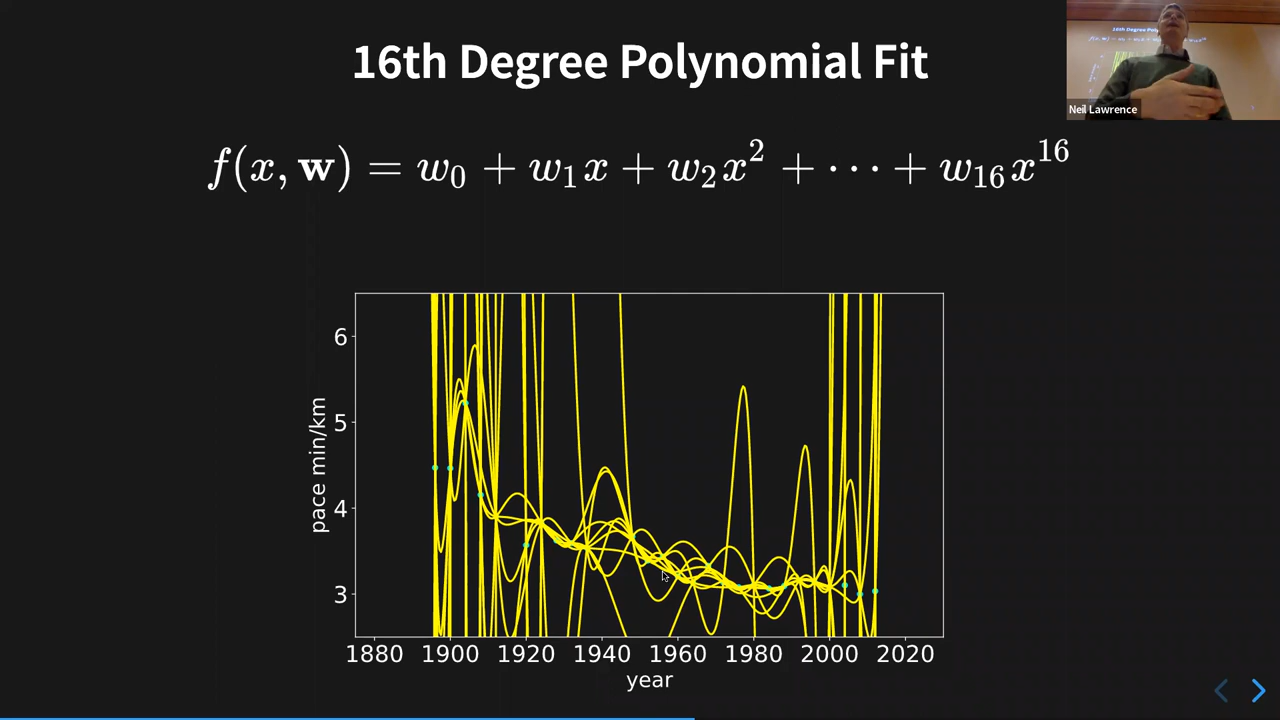 16th Degree Polynomial Fit
f(x, w) = w₀ + w₁x + w₂x² + ⋯ + w₁₆x¹⁶
Neil Lawrence
6
5
4
3
pace min/km
1880 1900 1920 1940 1960 1980 2000 2020
year